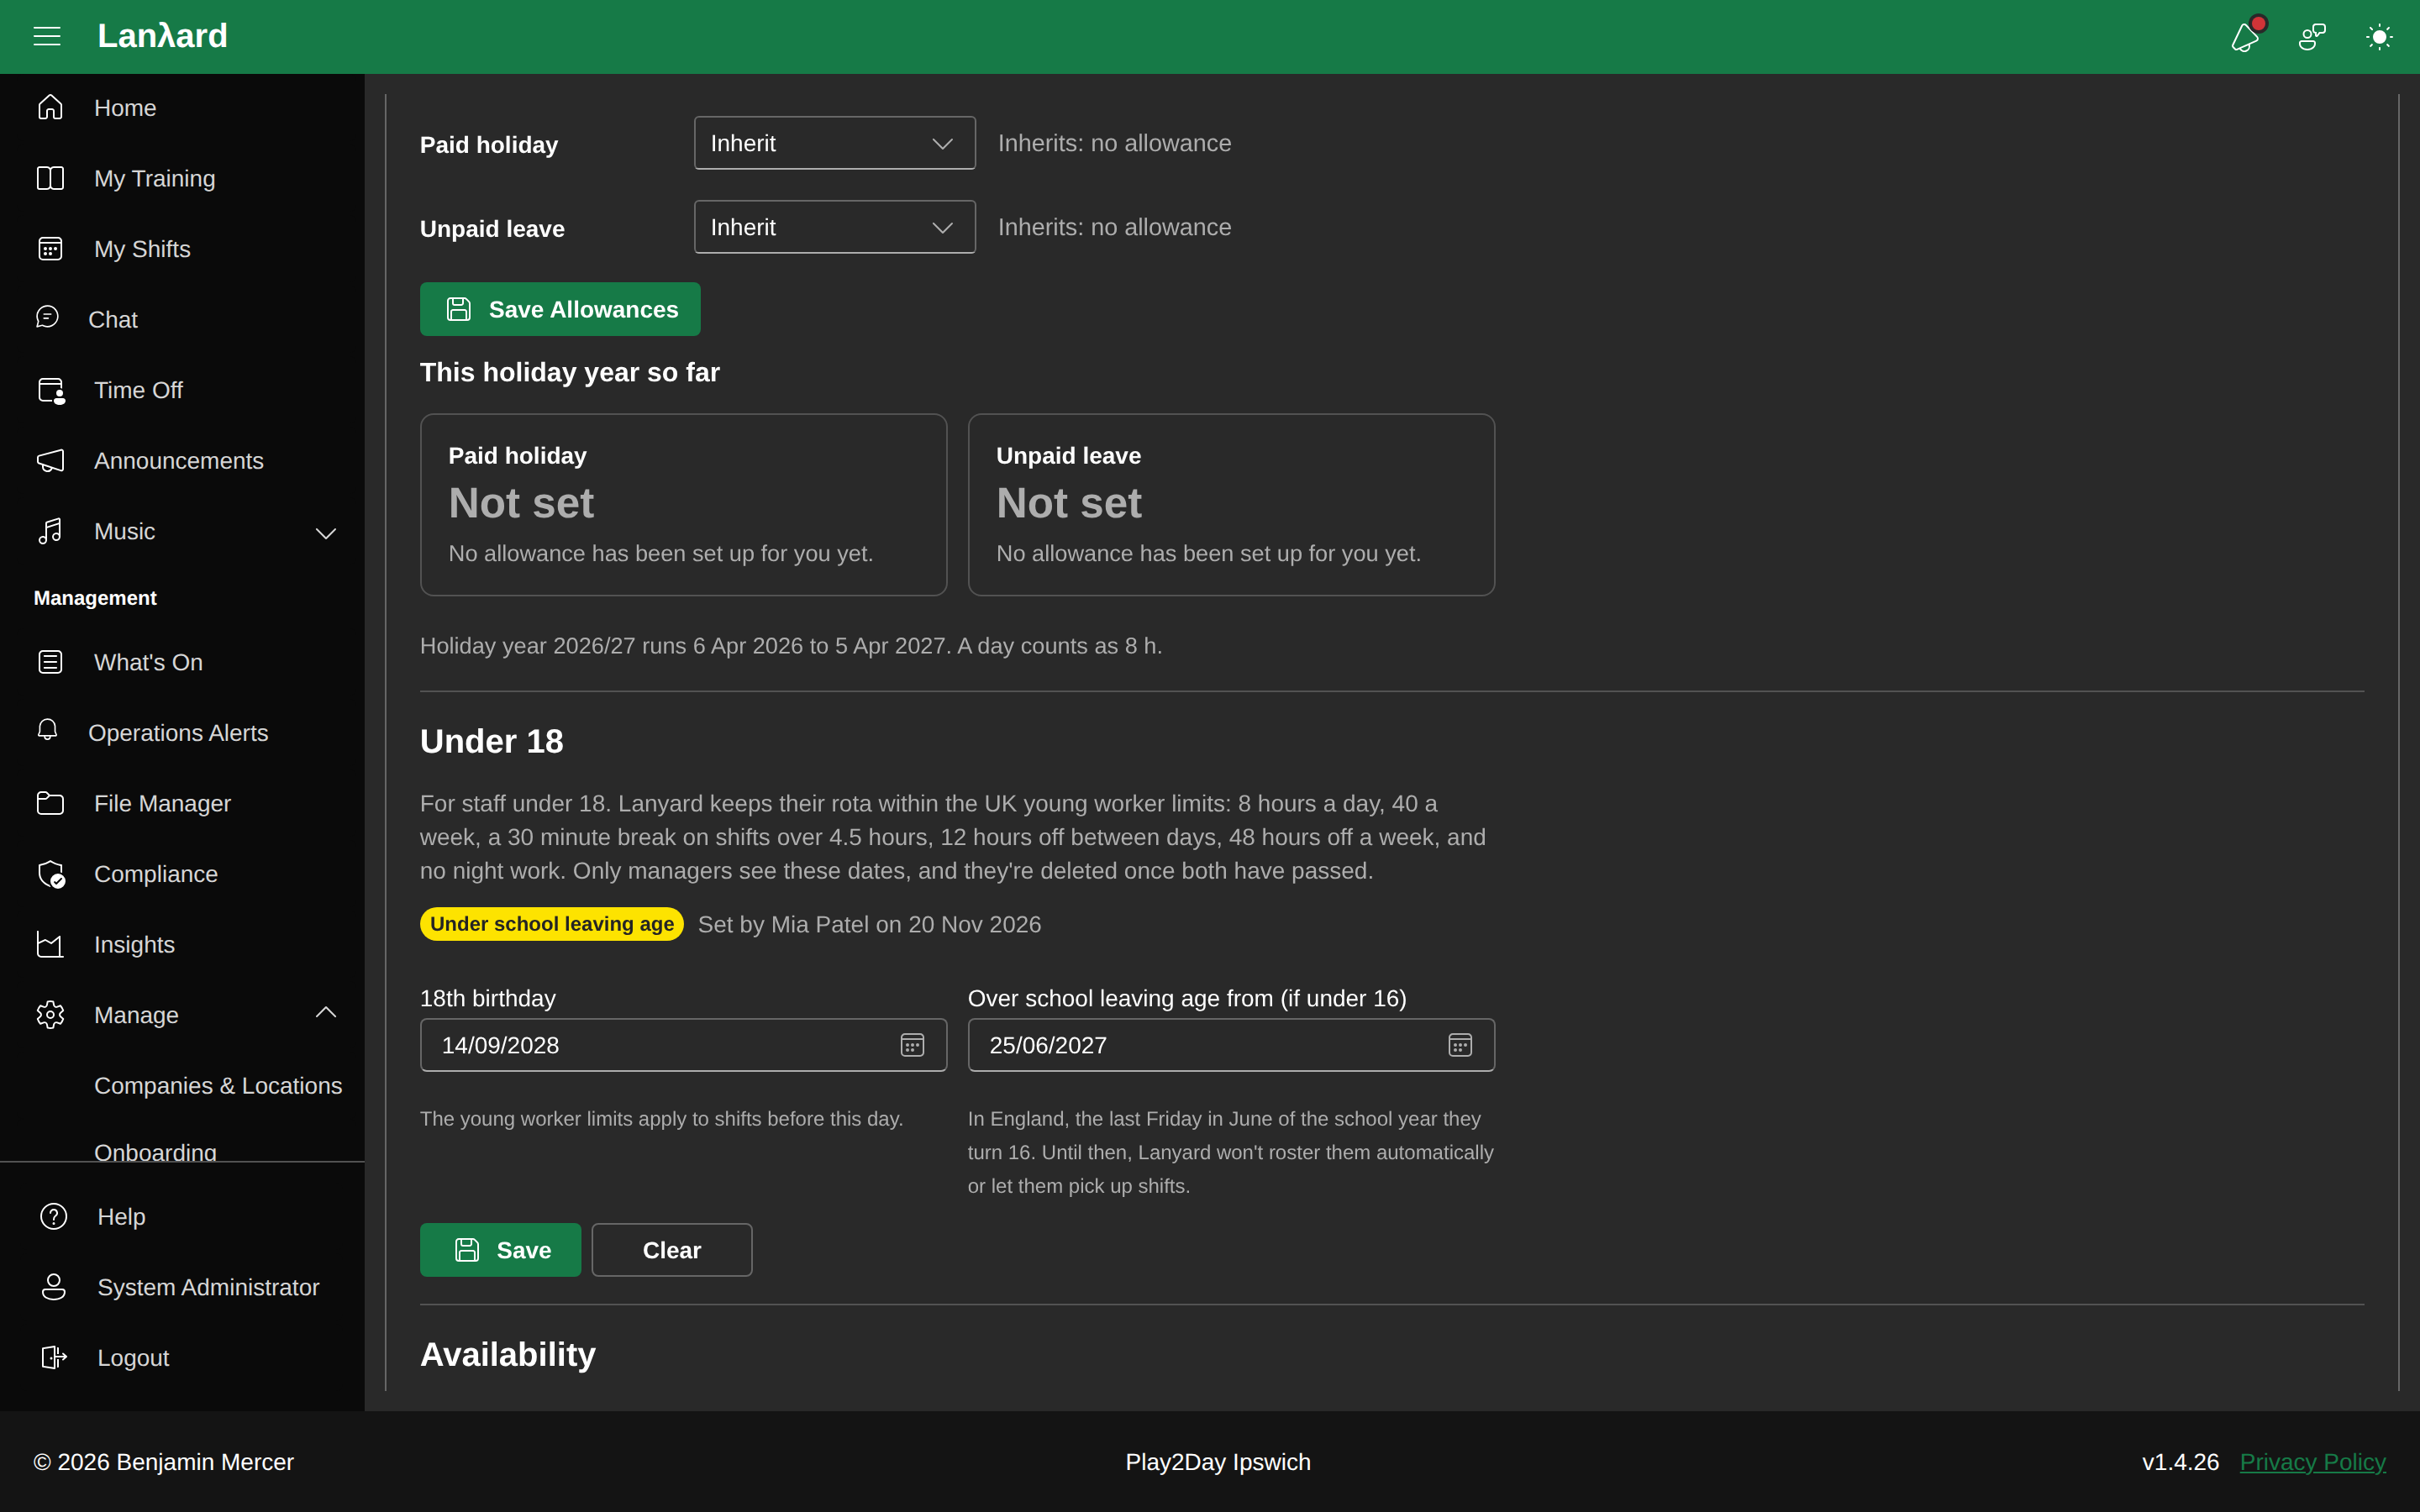 Lanλard
Home
My Training
My Shifts
Chat
Time Off
Announcements
Music
Management
What's On
Operations Alerts
File Manager
Compliance
Insights
Manage
Companies & Locations
Onboarding
Help
System Administrator
Logout
Paid holiday
Inherit
Inherits: no allowance
Unpaid leave
Inherit
Inherits: no allowance
Save Allowances
This holiday year so far
Paid holiday
Not set
No allowance has been set up for you yet.
Unpaid leave
Not set
No allowance has been set up for you yet.
Holiday year 2026/27 runs 6 Apr 2026 to 5 Apr 2027. A day counts as 8 h.
Under 18
For staff under 18. Lanyard keeps their rota within the UK young worker limits: 8 hours a day, 40 a
week, a 30 minute break on shifts over 4.5 hours, 12 hours off between days, 48 hours off a week, and
no night work. Only managers see these dates, and they're deleted once both have passed.
Under school leaving age
Set by Mia Patel on 20 Nov 2026
18th birthday
14/09/2028
The young worker limits apply to shifts before this day.
Over school leaving age from (if under 16)
25/06/2027
In England, the last Friday in June of the school year they
turn 16. Until then, Lanyard won't roster them automatically
or let them pick up shifts.
Save
Clear
Availability
© 2026 Benjamin Mercer
Play2Day Ipswich
v1.4.26
Privacy Policy